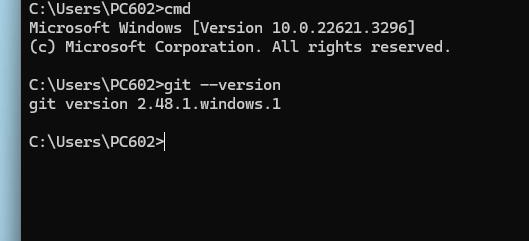 C:\Users\PC602>cmd
Microsoft Windows [Version 10.0.22621.3296]
(c) Microsoft Corporation. All rights reserved.
C:\Users\PC602>git --version
git version 2.48.1.windows.1
C:\Users\PC602>